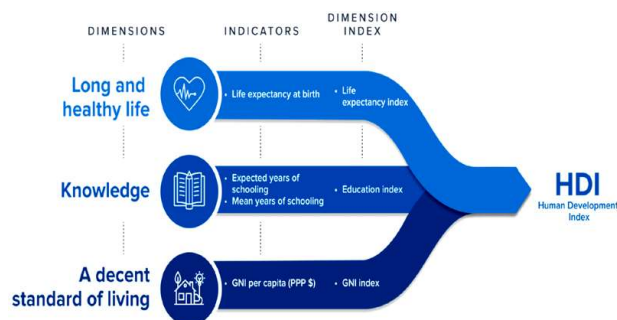 DIMENSIONS
INDICATORS
DIMENSION
INDEX
Long and
healthy life
• Life expectancy at birth
• Life
expectancy index
Knowledge
• Expected years of
schooling
• Mean years of schooling
• Education index
HDI
Human Development
Index
A decent
standard of living
• GNI per capita (PPP $)
• GNI index